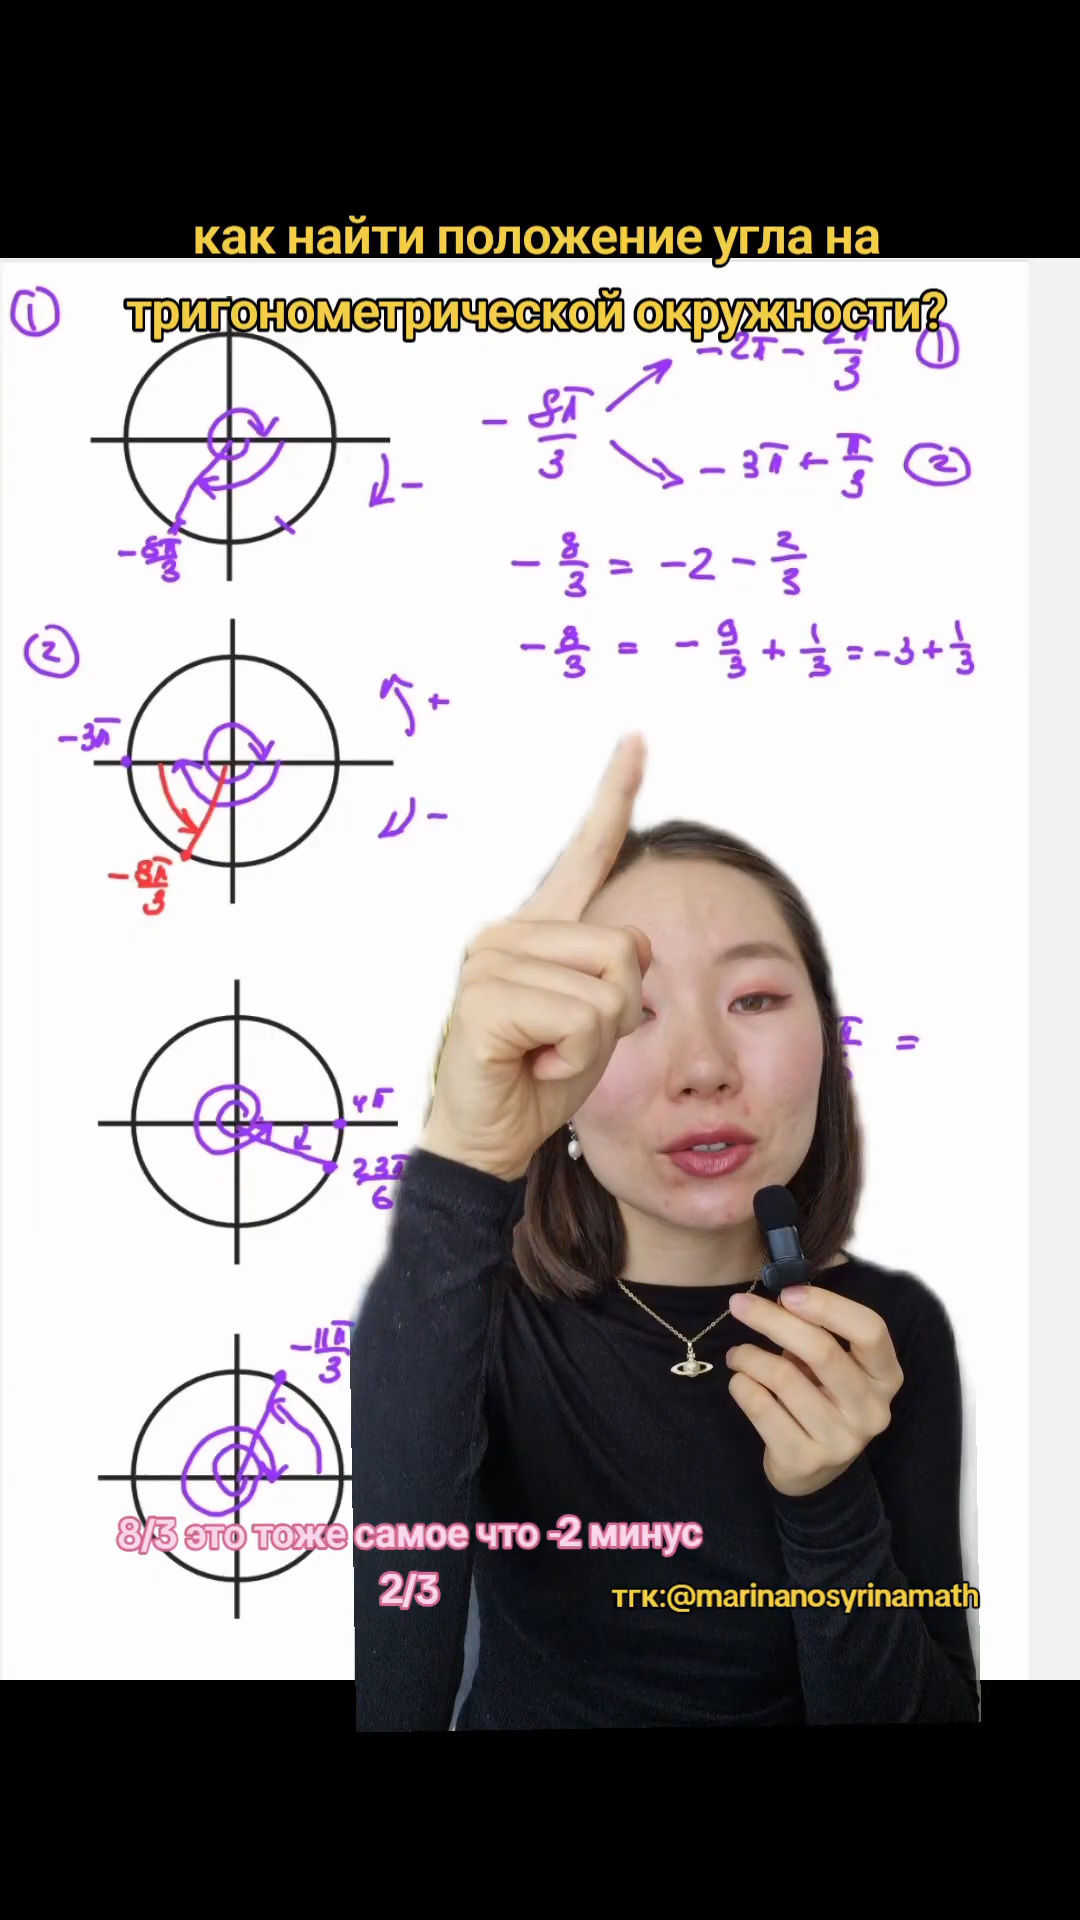 как найти положение угла на
тригонометрической окружности?
①
- 8π/3
- 2π - 2π/3 ①
- 3π + π/3 ②
-
- 8π/3
- 8/3 = -2 - 2/3
- 8/3 = - 9/3 + 1/3 = -3 + 1/3
②
-3π
+
-
- 8π/3
=
4π
23π/6
- 11π/3
8/3 это тоже самое что -2 минус
2/3
тгк:@marinanosyrinamath